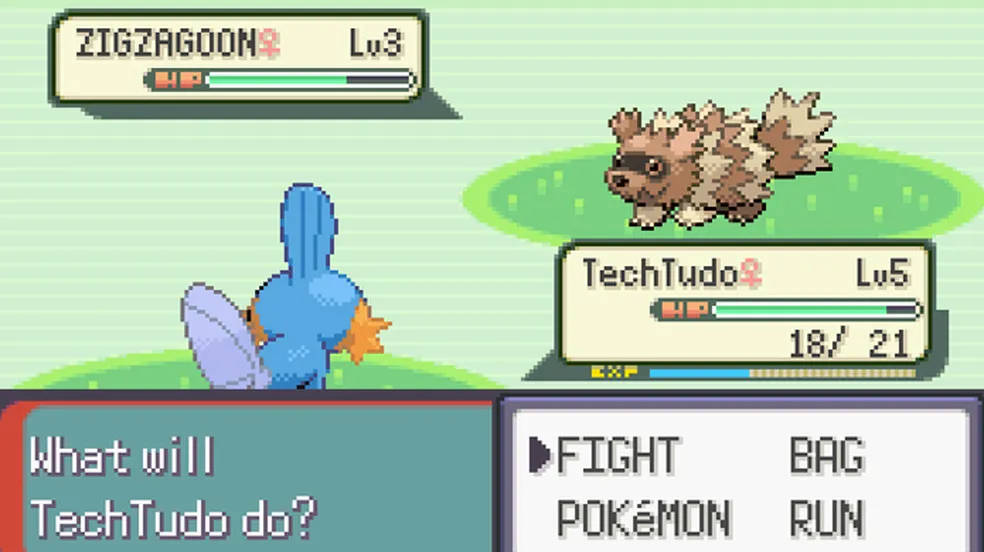 ZIGZAGOON♀ Lv3
HP
TechTudo♀ Lv5
HP
18/ 21
EXP
What will
TechTudo do?
▶FIGHT BAG
POKéMON RUN